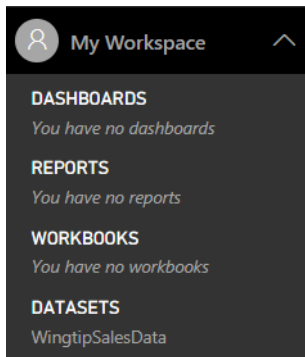 My Workspace
DASHBOARDS
You have no dashboards
REPORTS
You have no reports
WORKBOOKS
You have no workbooks
DATASETS
WingtipSalesData